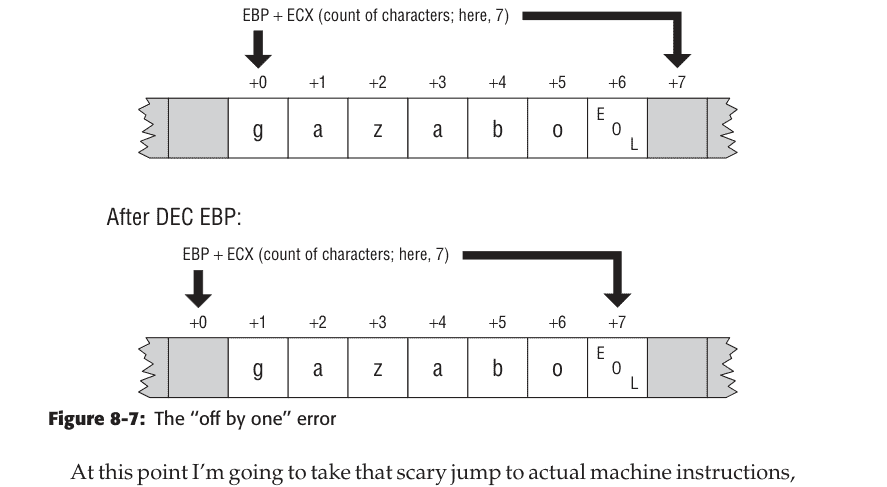 EBP + ECX (count of characters; here, 7)
+0 +1 +2 +3 +4 +5 +6 +7
g a z a b o EOL
After DEC EBP:
EBP + ECX (count of characters; here, 7)
+0 +1 +2 +3 +4 +5 +6 +7
g a z a b o EOL
Figure 8-7: The “off by one” error
At this point I’m going to take that scary jump to actual machine instructions,